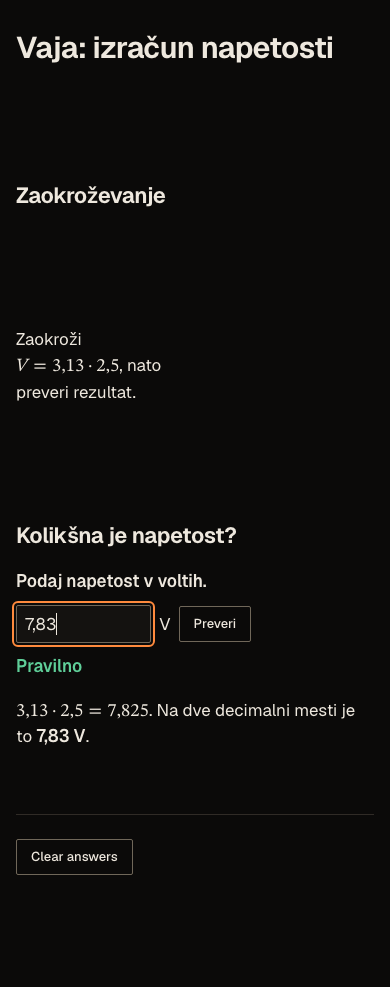 Vaja: izračun napetosti
Zaokroževanje
Zaokroži
V = 3,13 · 2,5, nato
preveri rezultat.
Kolikšna je napetost?
Podaj napetost v voltih.
7,83 V Preveri
Pravilno
3,13 · 2,5 = 7,825. Na dve decimalni mesti je
to 7,83 V.
Clear answers